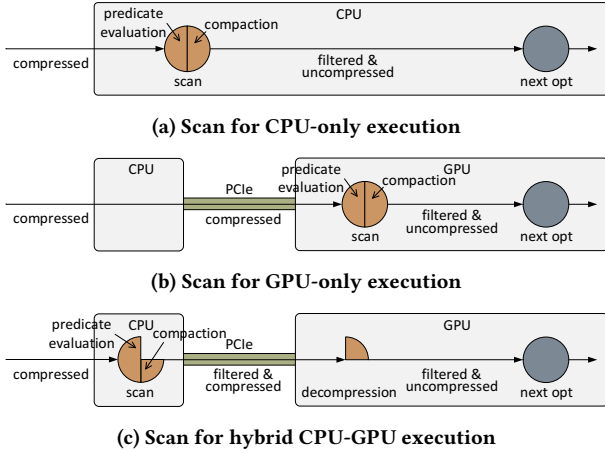 predicate
evaluation
compaction
CPU
compressed
scan
filtered &
uncompressed
next opt
(a) Scan for CPU-only execution
CPU
PCIe
predicate
evaluation
compaction
GPU
compressed
compressed
scan
filtered &
uncompressed
next opt
(b) Scan for GPU-only execution
predicate
evaluation
CPU
compaction
PCIe
GPU
compressed
scan
filtered &
compressed
decompression
filtered &
uncompressed
next opt
(c) Scan for hybrid CPU-GPU execution